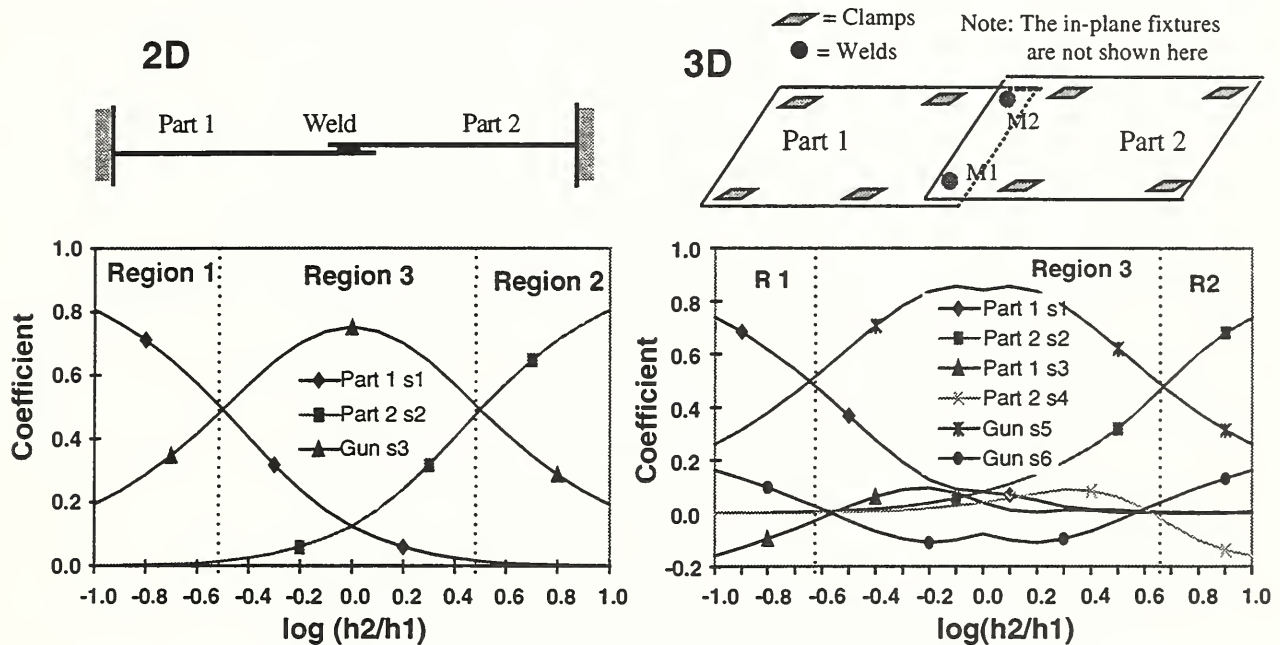 2D
Part 1
Weld
Part 2
3D
= Clamps
= Welds
Note: The in-plane fixtures
are not shown here
Part 1
M2
M1
Part 2
Coefficient
1.0
0.8
0.6
0.4
0.2
0.0
Region 1
Region 3
Region 2
Part 1 s1
Part 2 s2
Gun s3
-1.0 -0.8 -0.6 -0.4 -0.2 0.0 0.2 0.4 0.6 0.8 1.0
log (h2/h1)
Coefficient
1.0
0.8
0.6
0.4
0.2
0.0
-0.2
R 1
Region 3
R2
Part 1 s1
Part 2 s2
Part 1 s3
Part 2 s4
Gun s5
Gun s6
-1.0 -0.8 -0.6 -0.4 -0.2 0.0 0.2 0.4 0.6 0.8 1.0
log(h2/h1)